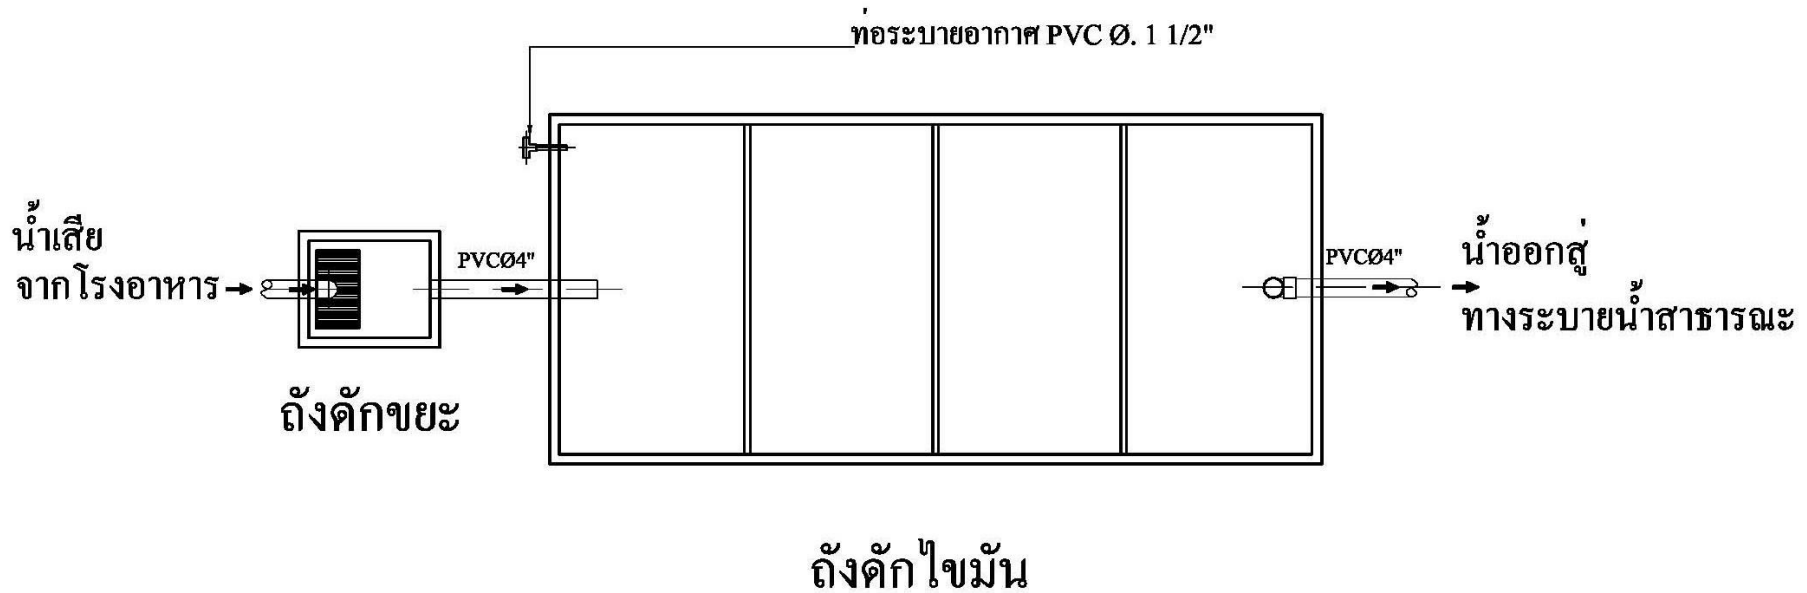 ท่อระบายอากาศ PVC Ø. 1 1/2"
น้ำเสีย
จากโรงอาหาร
PVCØ4"
PVCØ4"
น้ำออกสู่
ทางระบายน้ำสาธารณะ
ถังดักขยะ
ถังดักไขมัน